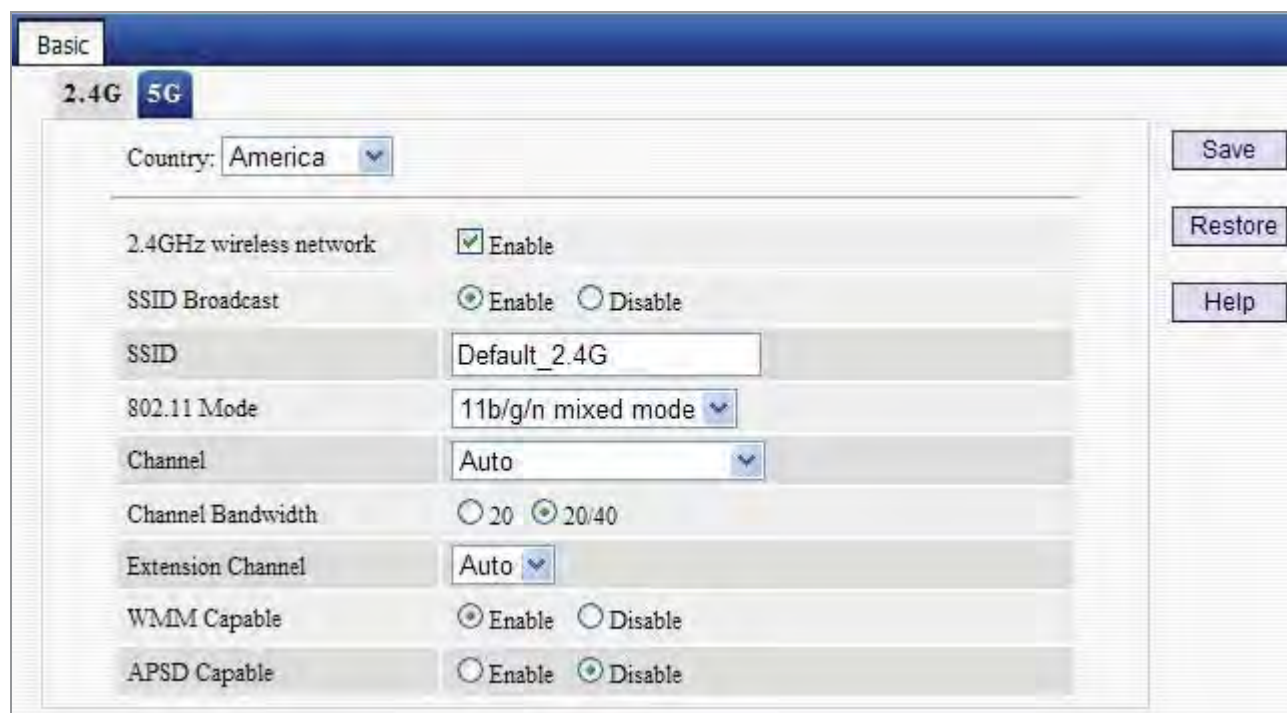 Basic
2.4G 5G
Country: America
Save
2.4GHz wireless network Enable
Restore
SSID Broadcast Enable Disable
Help
SSID Default_2.4G
802.11 Mode 11b/g/n mixed mode
Channel Auto
Channel Bandwidth 20 20/40
Extension Channel Auto
WMM Capable Enable Disable
APSD Capable Enable Disable